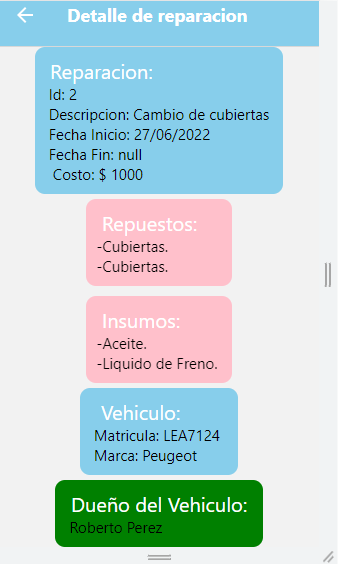 Detalle de reparacion
Reparacion:
Id: 2
Descripcion: Cambio de cubiertas
Fecha Inicio: 27/06/2022
Fecha Fin: null
Costo: $ 1000
Repuestos:
-Cubiertas.
-Cubiertas.
Insumos:
-Aceite.
-Liquido de Freno.
Vehiculo:
Matricula: LEA7124
Marca: Peugeot
Dueño del Vehiculo:
Roberto Perez